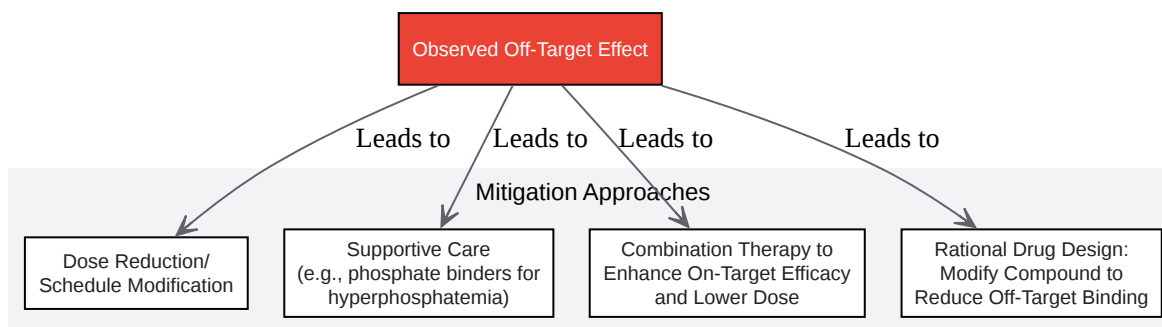 Observed Off-Target Effect
Leads to
Leads to
Leads to
Leads to
Mitigation Approaches
Dose Reduction/
Schedule Modification
Supportive Care
(e.g., phosphate binders for
hyperphosphatemia)
Combination Therapy to
Enhance On-Target Efficacy
and Lower Dose
Rational Drug Design:
Modify Compound to
Reduce Off-Target Binding